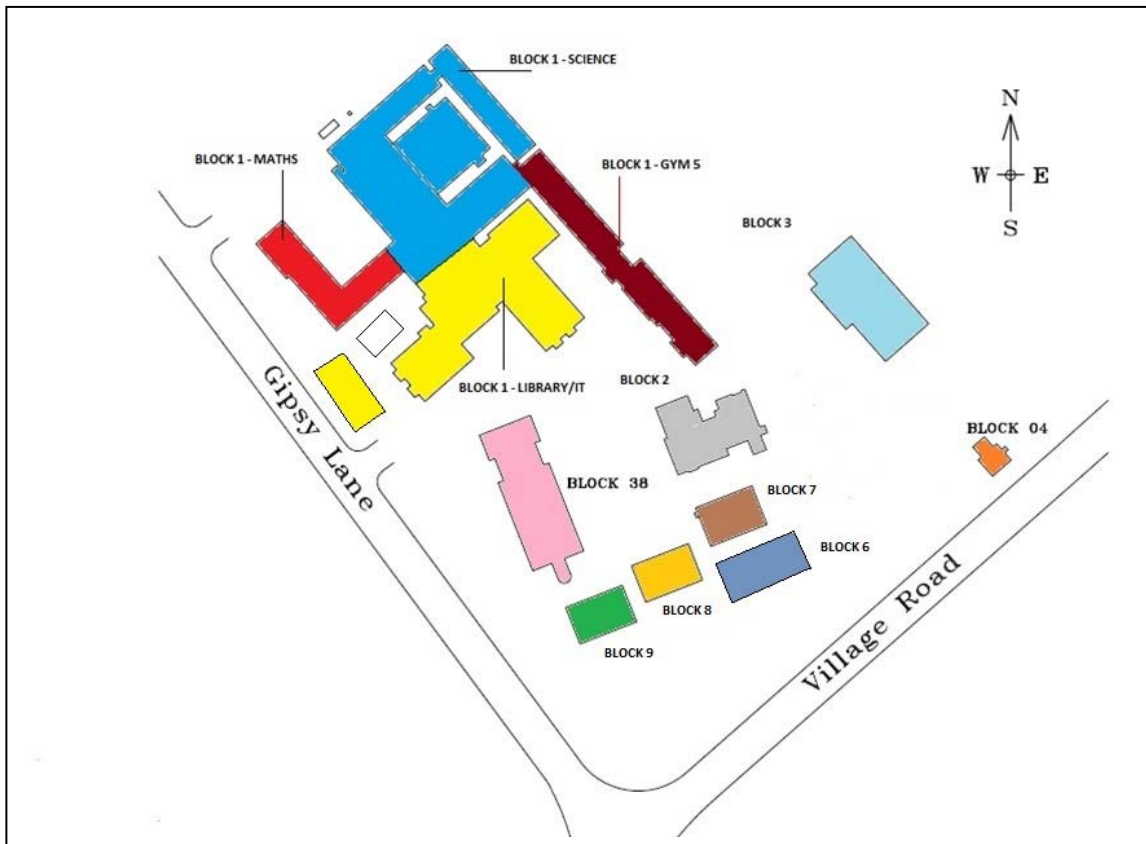 BLOCK 1 - SCIENCE
BLOCK 1 - MATHS
BLOCK 1 - GYM 5
N
W E
S
BLOCK 3
BLOCK 2
BLOCK 1 - LIBRARY/IT
Gipsy Lane
BLOCK 04
BLOCK 38
BLOCK 7
BLOCK 6
BLOCK 8
BLOCK 9
Village Road